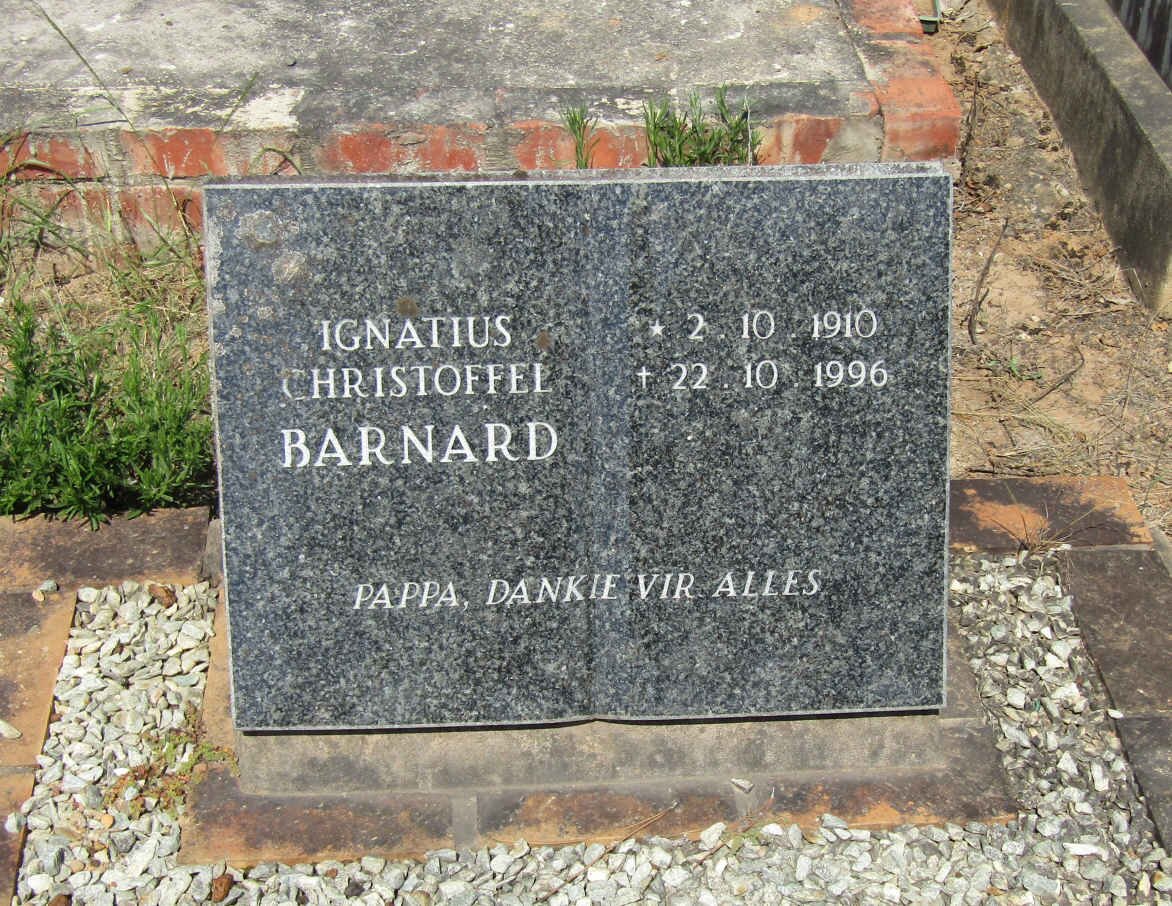 IGNATIUS
CHRISTOFFEL
BARNARD
★ 2 . 10 . 1910
† 22 . 10 . 1996
PAPPA, DANKIE VIR ALLES